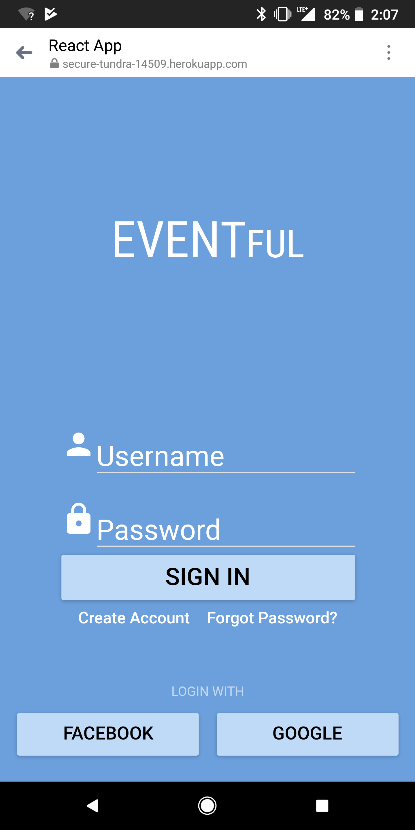 LTE+ 82% 2:07
React App
secure-tundra-14509.herokuapp.com
EVENTFUL
Username
Password
SIGN IN
Create Account Forgot Password?
LOGIN WITH
FACEBOOK GOOGLE